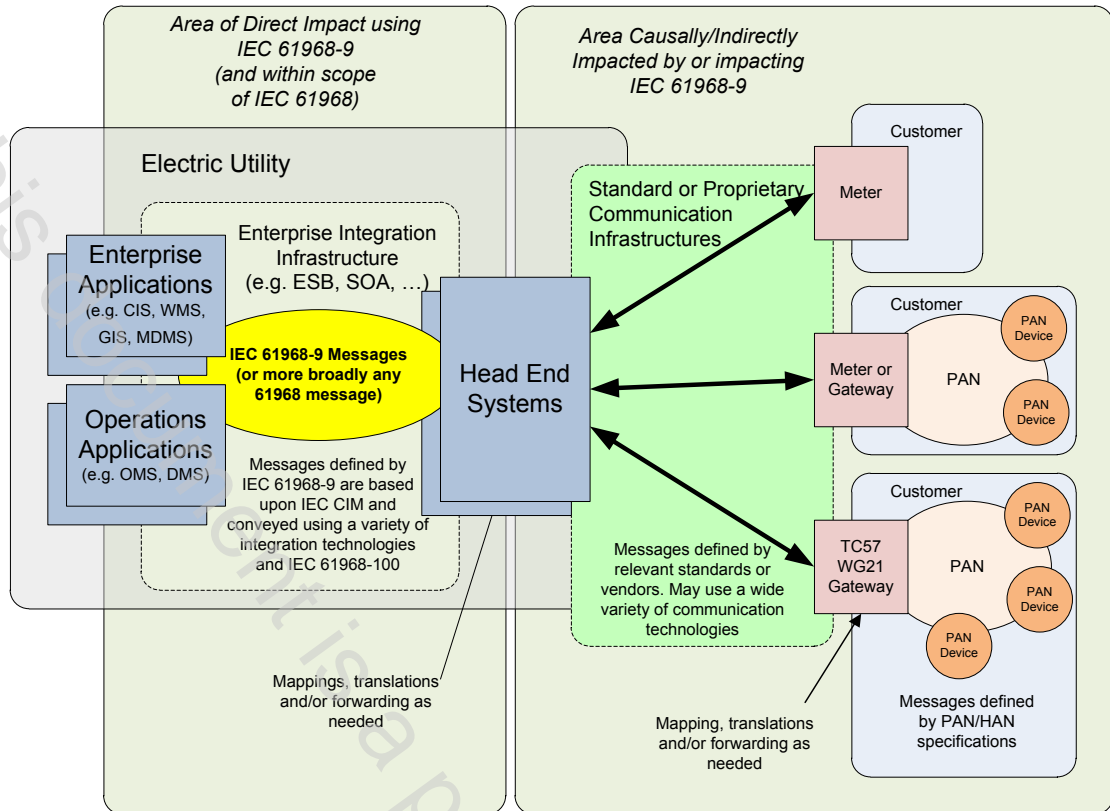 Area of Direct Impact using
IEC 61968-9
(and within scope
of IEC 61968)
Area Causally/Indirectly
Impacted by or impacting
IEC 61968-9
Electric Utility
Enterprise
Applications
(e.g. CIS, WMS,
GIS, MDMS)
Operations
Applications
(e.g. OMS, DMS)
Enterprise Integration
Infrastructure
(e.g. ESB, SOA, …)
IEC 61968-9 Messages
(or more broadly any
61968 message)
Messages defined by
IEC 61968-9 are based
upon IEC CIM and
conveyed using a variety of
integration technologies
and IEC 61968-100
Head End
Systems
Mappings, translations
and/or forwarding as
needed
Standard or Proprietary
Communication
Infrastructures
Messages defined by
relevant standards or
vendors. May use a wide
variety of communication
technologies
Customer
Meter
Customer
Meter or
Gateway
PAN
PAN
Device
PAN
Device
Customer
TC57
WG21
Gateway
PAN
PAN
Device
PAN
Device
PAN
Device
Messages defined
by PAN/HAN
specifications
Mapping, translations
and/or forwarding as
needed
his document is a p